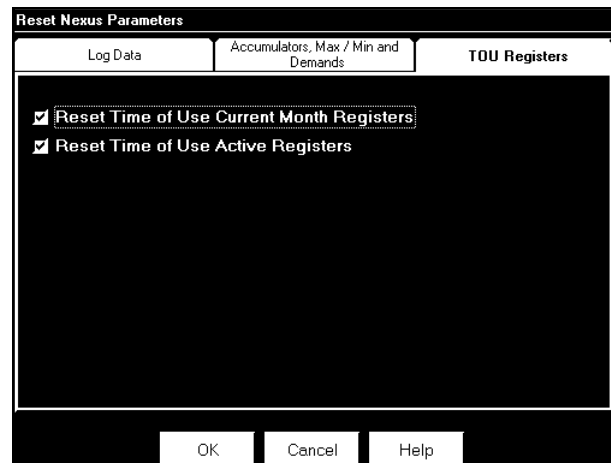 Reset Nexus Parameters
Log Data
Accumulators, Max / Min and
Demands
TOU Registers
Reset Time of Use Current Month Registers
Reset Time of Use Active Registers
OK
Cancel
Help